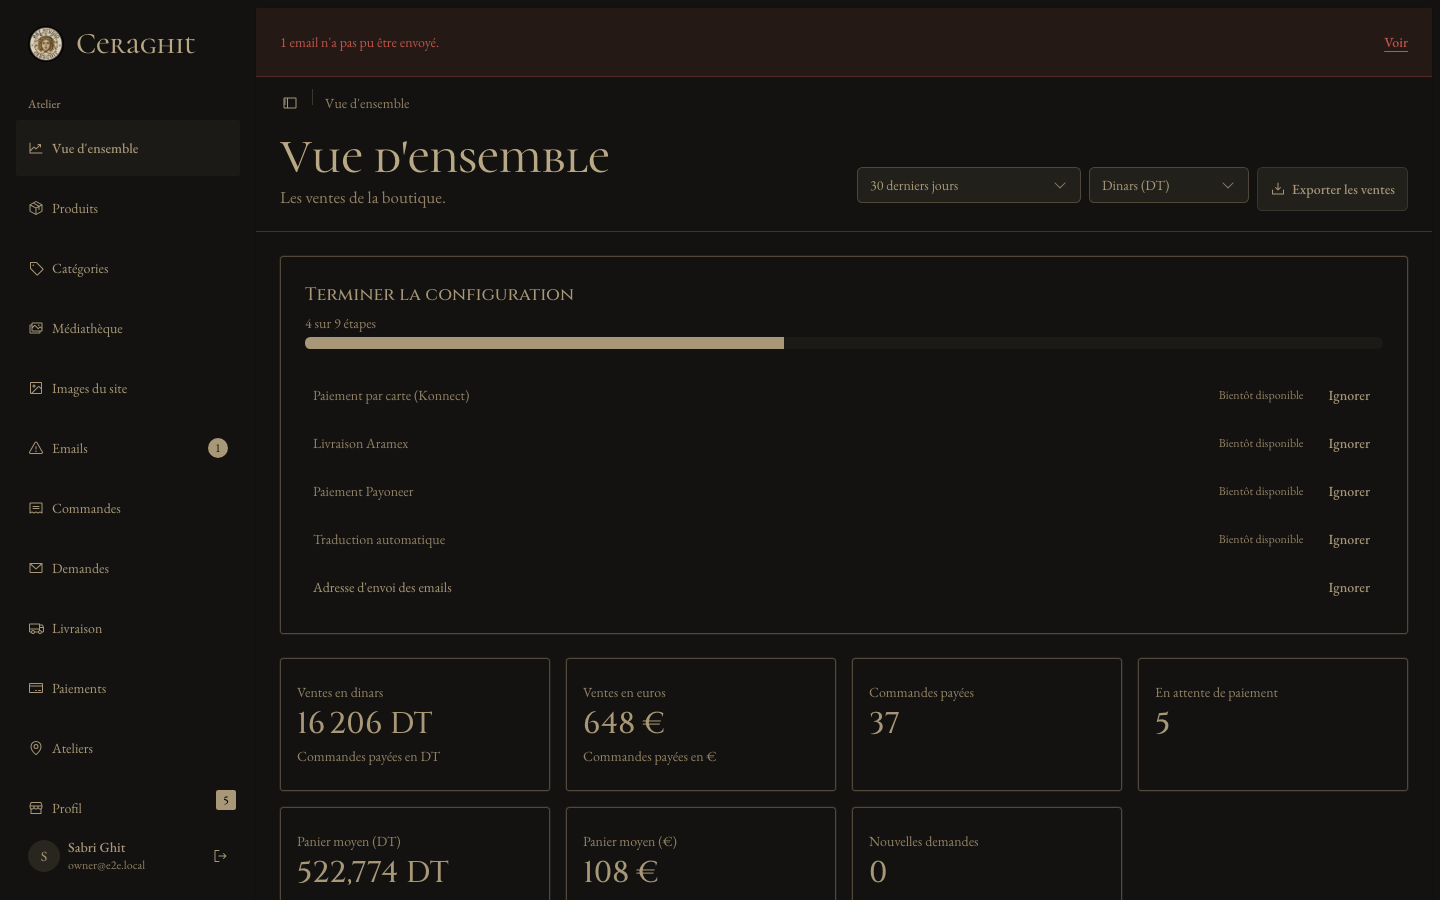 Ceraghit
Atelier
Vue d'ensemble
Produits
Catégories
Médiathèque
Images du site
Emails
1
Commandes
Demandes
Livraison
Paiements
Ateliers
Profil
5
S
Sabri Ghit
owner@e2e.local
1 email n'a pas pu être envoyé.
Voir
Vue d'ensemble
Vue d'ensemble
Les ventes de la boutique.
30 derniers jours
Dinars (DT)
Exporter les ventes
Terminer la configuration
4 sur 9 étapes
Paiement par carte (Konnect)
Bientôt disponible
Ignorer
Livraison Aramex
Bientôt disponible
Ignorer
Paiement Payoneer
Bientôt disponible
Ignorer
Traduction automatique
Bientôt disponible
Ignorer
Adresse d'envoi des emails
Ignorer
Ventes en dinars
16 206 DT
Commandes payées en DT
Ventes en euros
648 €
Commandes payées en €
Commandes payées
37
En attente de paiement
5
Panier moyen (DT)
522,774 DT
Panier moyen (€)
108 €
Nouvelles demandes
0